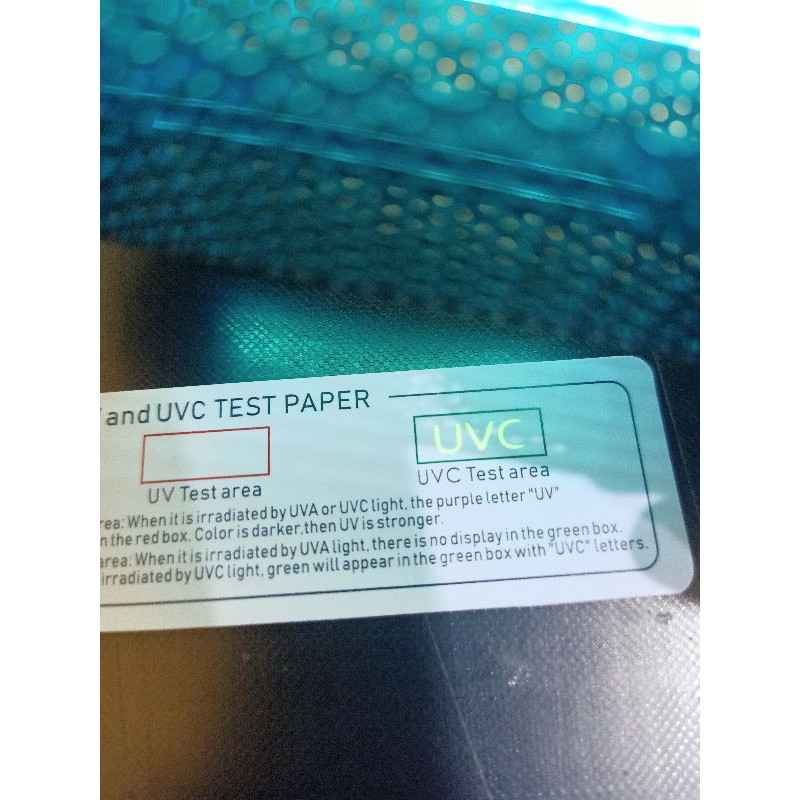 and UVC TEST PAPER
UVC
UV Test area
UVC Test area
area: When it is irradiated by UVA or UVC light, the purple letter "UV"
in the red box. Color is darker,then UV is stronger.
area: When it is irradiated by UVA light, there is no display in the green box.
irradiated by UVC light, green will appear in the green box with "UVC" letters.